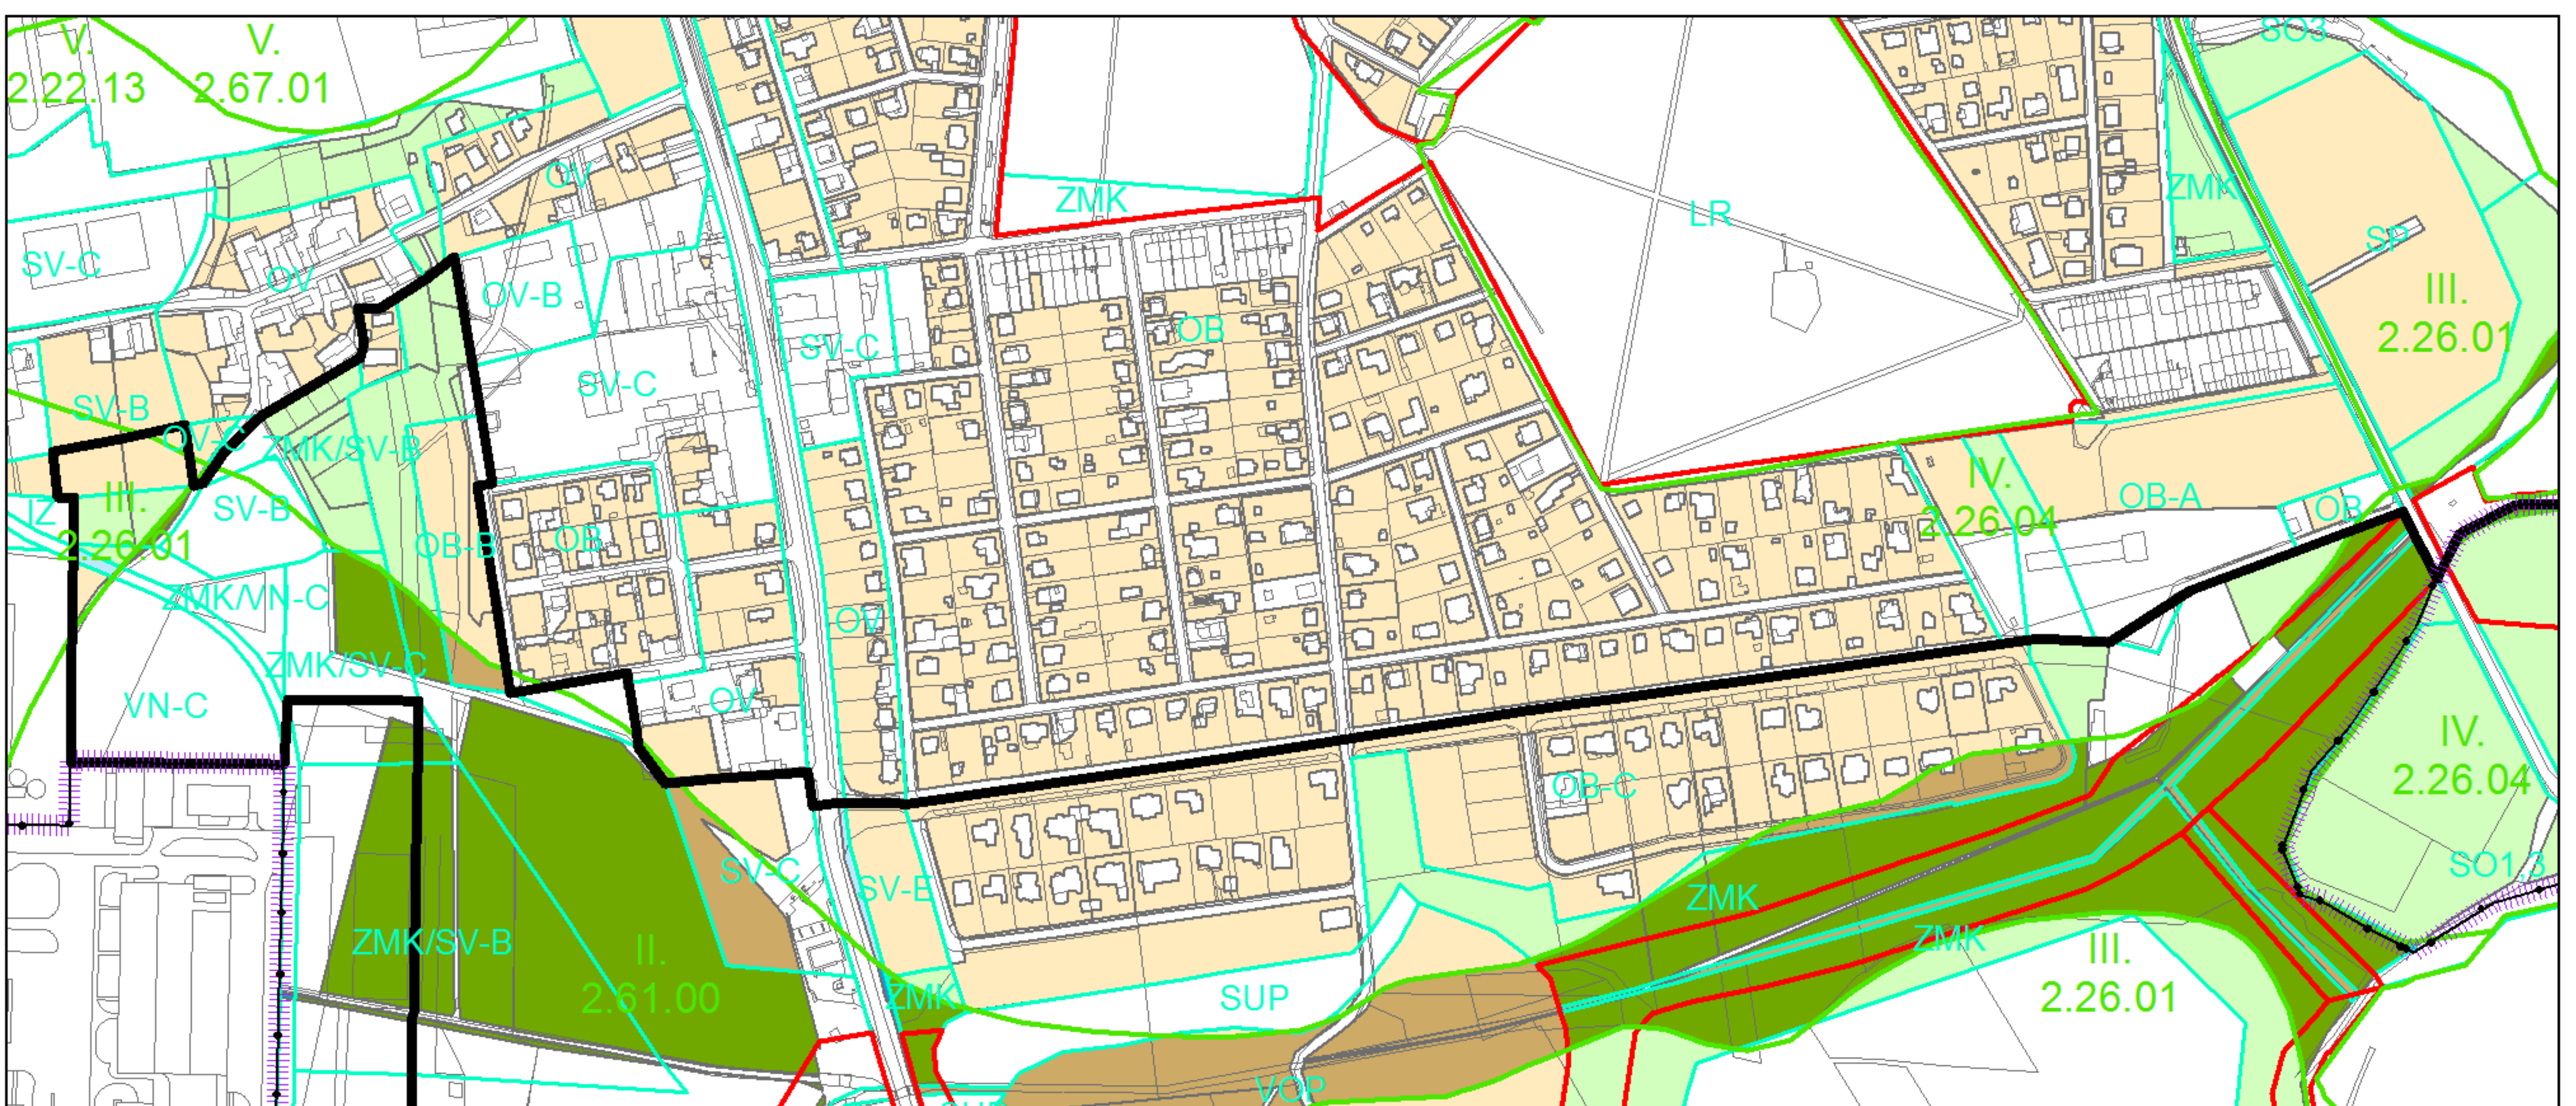 V.
2.22.13
V.
2.67.01
SO3
OV
ZMK
ZMK
LR
SP
SV-C
OV
OV-B
III.
2.26.01
SV-C
OB
SV-C
SV-B
OV-C
ZMK/SV-B
IV.
2.26.04
OB-A
OB
IZ
III.
2.26.01
SV-B
OB-B
OB
ZMK/VN-C
OV
ZMK/SV-C
VN-C
OV
IV.
2.26.04
OB-C
SV-C
SV-E
SO1,3
ZMK
ZMK/SV-B
II.
2.61.00
ZMK
SUP
ZMK
III.
2.26.01
VOP